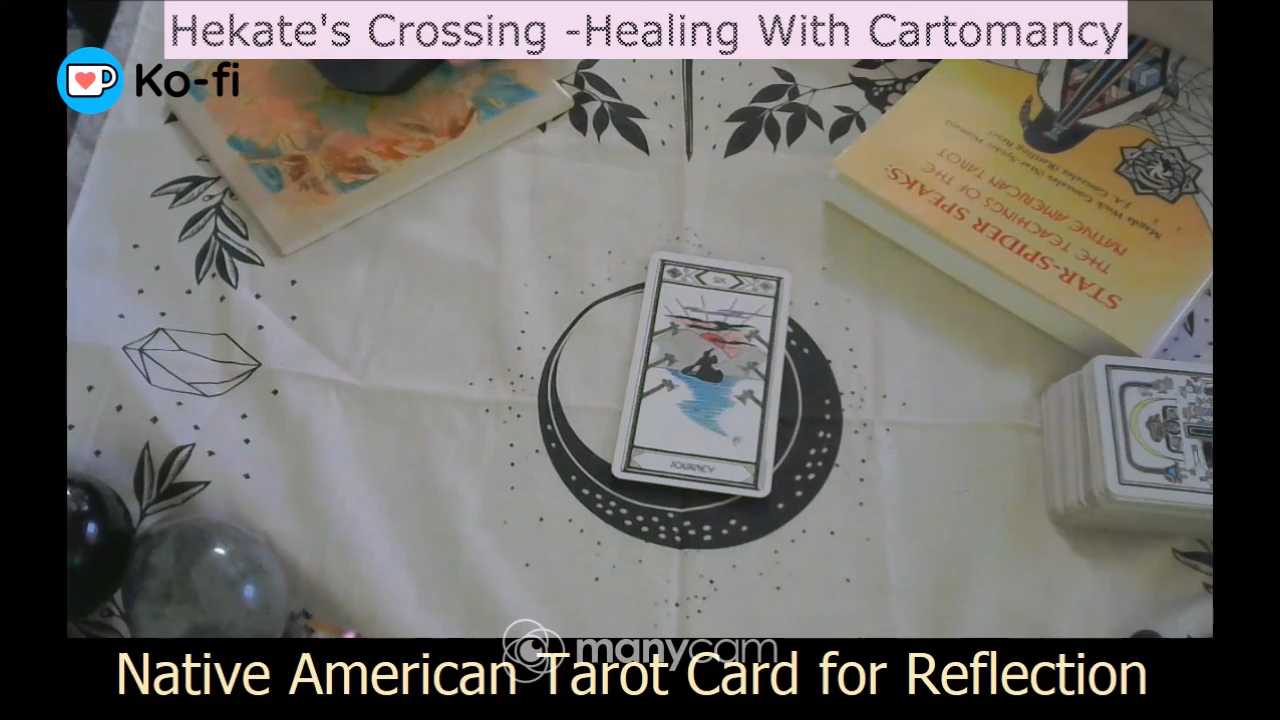 Hekate's Crossing -Healing With Cartomancy
Ko-fi
STAR-SPIDER SPEAKS:
THE TEACHINGS OF THE
NATIVE AMERICAN TAROT
JOURNEY
manycam
Native American Tarot Card for Reflection